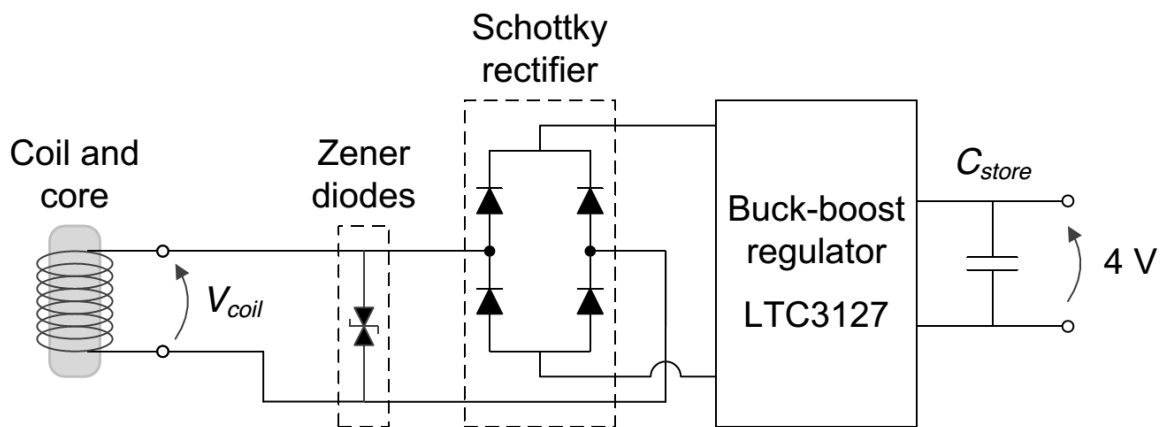 Schottky
rectifier
Coil and
core
Zener
diodes
V_coil
Buck-boost
regulator
LTC3127
C_store
4 V